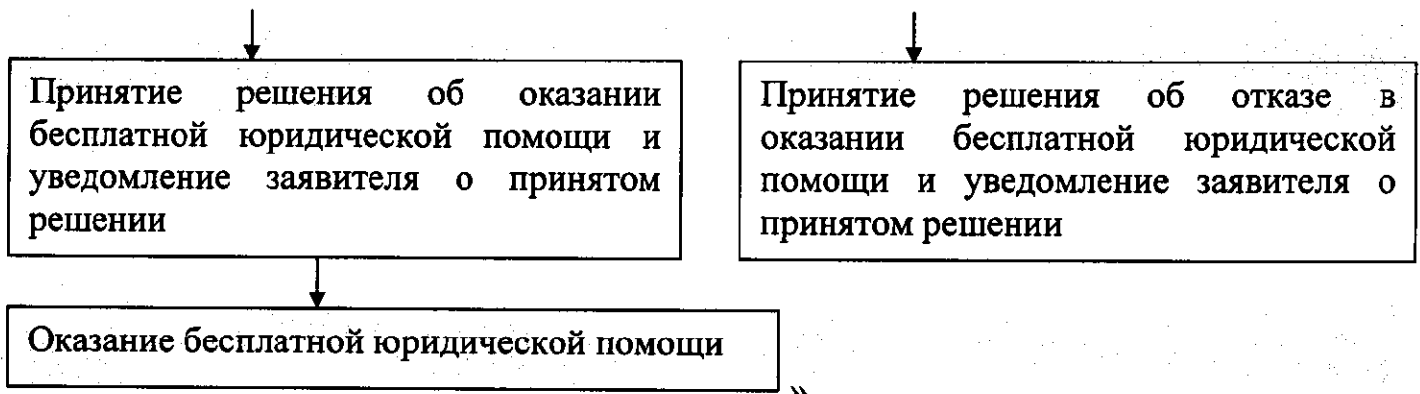 Принятие решения об оказании
бесплатной юридической помощи и
уведомление заявителя о принятом
решении
Принятие решения об отказе в
оказании бесплатной юридической
помощи и уведомление заявителя о
принятом решении
Оказание бесплатной юридической помощи
»